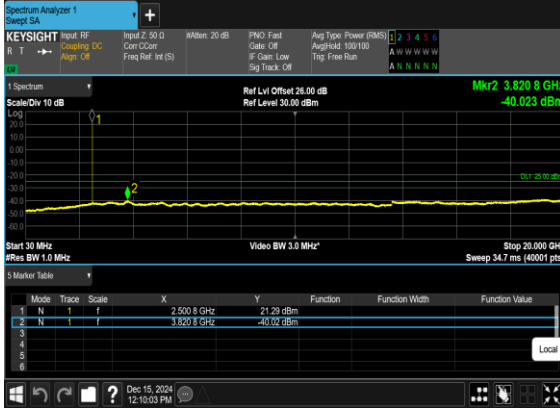 Spectrum Analyzer 1
Swept SA
+
KEYSIGHT Input: RF Input Z: 50 Ω #Atten: 20 dB PNO: Fast Avg Type: Power (RMS) 1 2 3 4 5 6
R T Coupling: DC Corr CCorr Gate: Off Avg|Hold: 100/100 A W W W W W
Align: Off Freq Ref: Int (S) IF Gain: Low Trig: Free Run
Sig Track: Off A N N N N N
1 Spectrum
Scale/Div 10 dB
Ref Lvl Offset 26.00 dB
Ref Level 30.00 dBm
Mkr2 3.820 8 GHz
-40.023 dBm
Log
20.0
10.0
0.00
-10.0
-20.0
-30.0
-40.0
-50.0
-60.0
1
2
DL1 -25.00 dBm
Start 30 MHz Video BW 3.0 MHz* Stop 20.000 GHz
#Res BW 1.0 MHz Sweep 34.7 ms (40001 pts)
5 Marker Table
Mode Trace Scale X Y Function Function Width Function Value
1 N 1 f 2.500 8 GHz 21.29 dBm
2 N 1 f 3.820 8 GHz -40.02 dBm
3
4
5
6
Local
?
Dec 15, 2024
12:10:03 PM